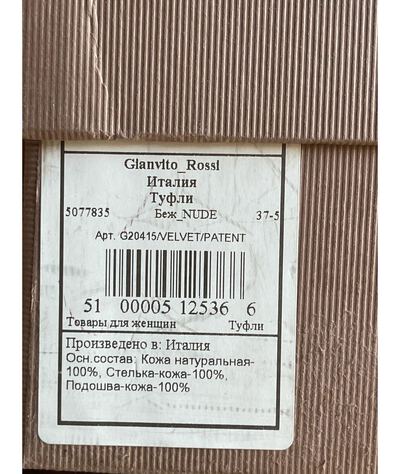 Gianvito_Rossi
Италия
Туфли
5077835 Беж_NUDE 37-5
Арт. G20415/VELVET/PATENT
51 00005 12536 6
Товары для женщин Туфли
Произведено в: Италия
Осн.состав: Кожа натуральная-
100%, Стелька-кожа-100%,
Подошва-кожа-100%